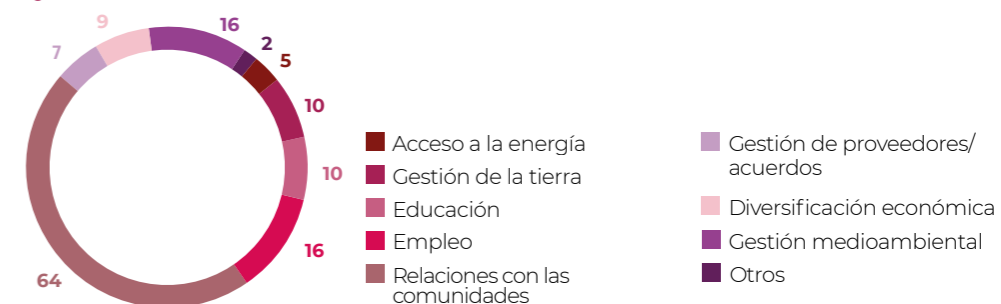 9
16
2
7
5
10
10
16
64
Acceso a la energía
Gestión de la tierra
Educación
Empleo
Relaciones con las
comunidades
Gestión de proveedores/
acuerdos
Diversificación económica
Gestión medioambiental
Otros